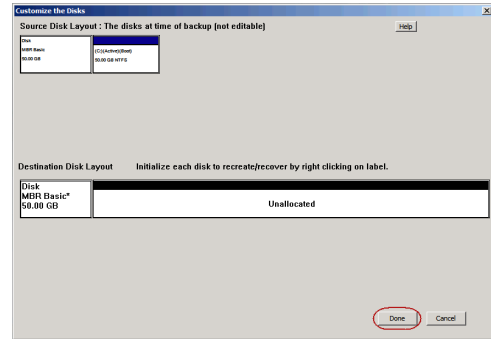 Customize the Disks
Source Disk Layout : The disks at time of backup (not editable)
Help
Disk
MBR Basic
50.00 GB
(C:)(Active)(Boot)
50.00 GB NTFS
Destination Disk Layout Initialize each disk to recreate/recover by right clicking on label.
Disk
MBR Basic*
50.00 GB
Unallocated
Done Cancel